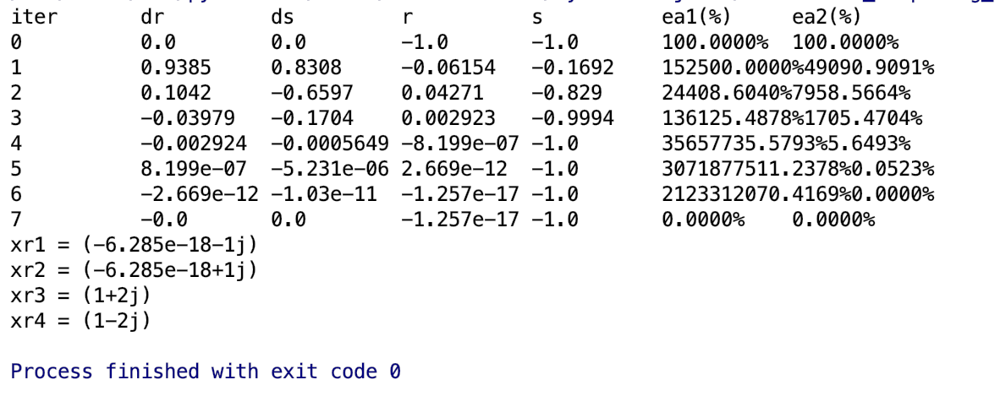 iter dr ds r s ea1(%) ea2(%)
0 0.0 0.0 -1.0 -1.0 100.0000% 100.0000%
1 0.9385 0.8308 -0.06154 -0.1692 152500.0000%49090.9091%
2 0.1042 -0.6597 0.04271 -0.829 24408.6040%7958.5664%
3 -0.03979 -0.1704 0.002923 -0.9994 136125.4878%1705.4704%
4 -0.002924 -0.0005649 -8.199e-07 -1.0 35657735.5793%5.6493%
5 8.199e-07 -5.231e-06 2.669e-12 -1.0 3071877511.2378%0.0523%
6 -2.669e-12 -1.03e-11 -1.257e-17 -1.0 2123312070.4169%0.0000%
7 -0.0 0.0 -1.257e-17 -1.0 0.0000% 0.0000%
xr1 = (-6.285e-18-1j)
xr2 = (-6.285e-18+1j)
xr3 = (1+2j)
xr4 = (1-2j)
Process finished with exit code 0